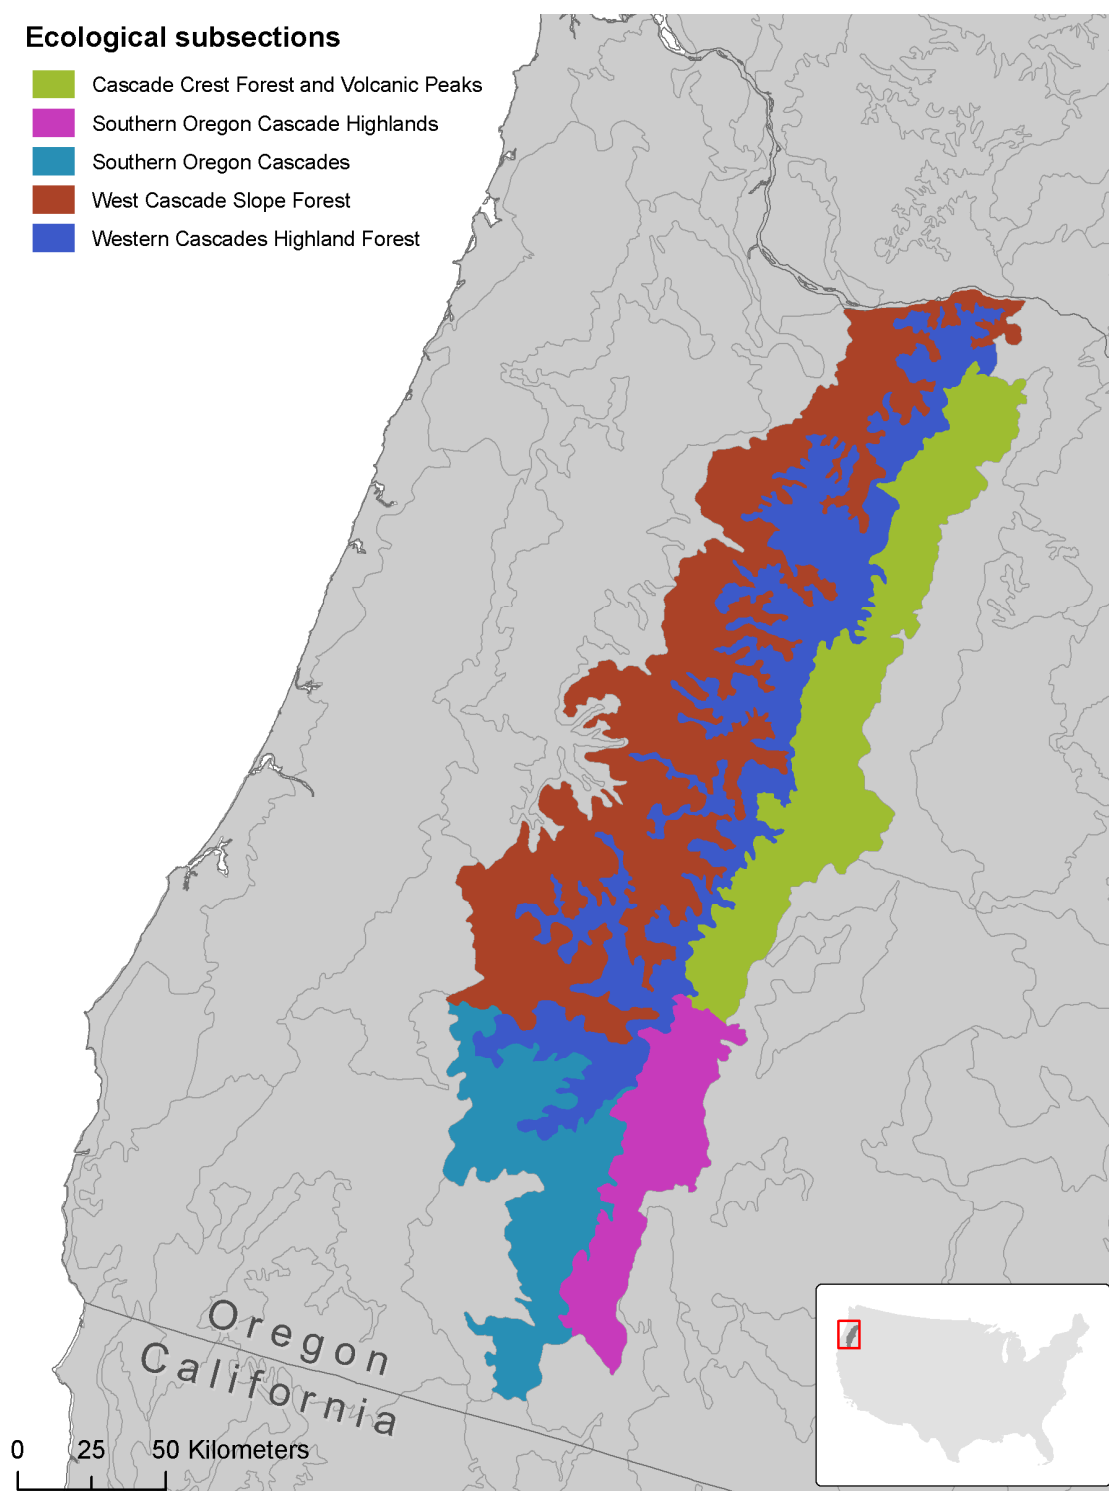 Ecological subsections
Cascade Crest Forest and Volcanic Peaks
Southern Oregon Cascade Highlands
Southern Oregon Cascades
West Cascade Slope Forest
Western Cascades Highland Forest
Oregon
California
0 25 50 Kilometers